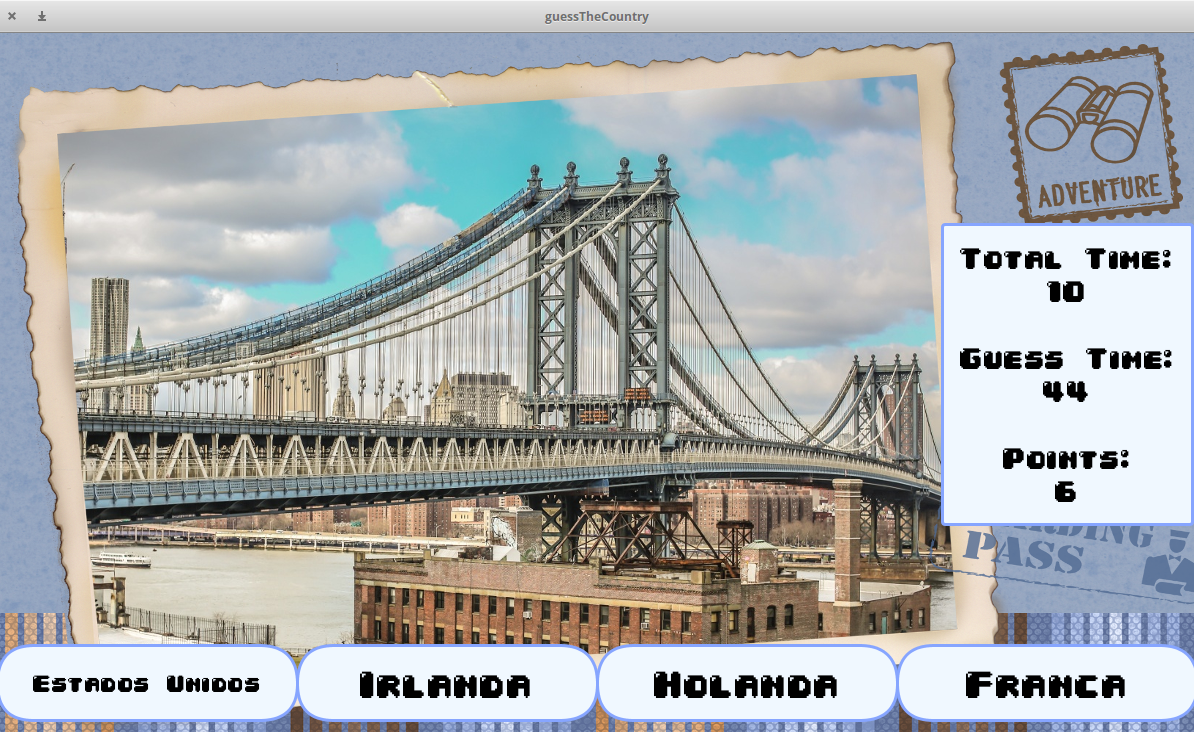 guessTheCountry
ADVENTURE
Total Time:
10
Guess Time:
44
Points:
6
PASS
Estados Unidos
Irlanda
Holanda
Franca